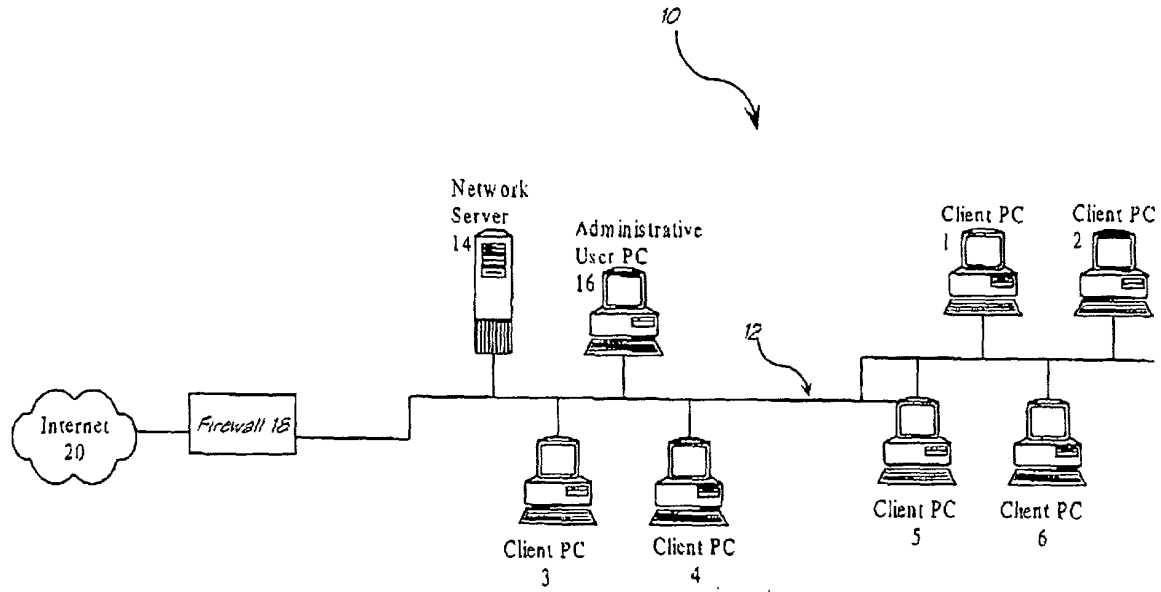 10
Network
Server
14
Administrative
User PC
16
Client PC
1
Client PC
2
12
Internet
20
Firewall 18
Client PC
3
Client PC
4
Client PC
5
Client PC
6